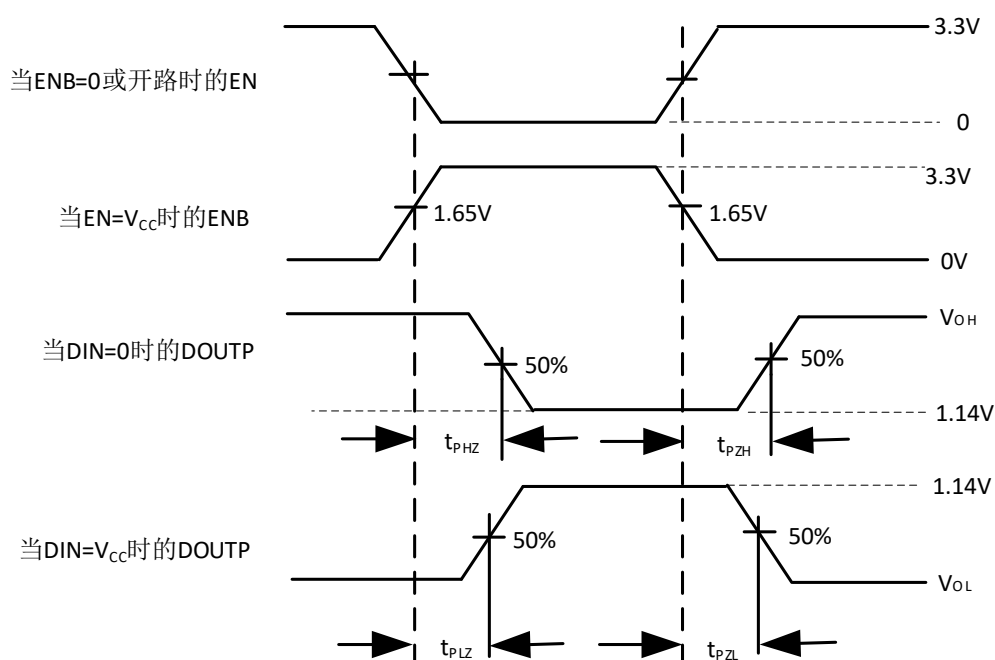 3.3V
当ENB=0或开路时的EN
0
3.3V
当EN=VCC时的ENB
1.65V
1.65V
0V
VOH
当DIN=0时的DOUTP
50%
50%
1.14V
tPHZ
tPZH
1.14V
当DIN=VCC时的DOUTP
50%
50%
VOL
tPLZ
tPZL